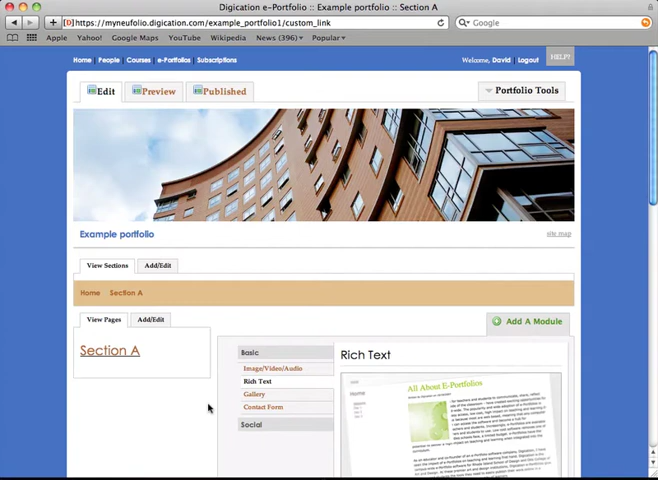 Digication e-Portfolio :: Example portfolio :: Section A
https://myneufolio.digication.com/example_portfolio1/custom_link
Google
Apple Yahoo! Google Maps YouTube Wikipedia News (396) Popular
Home People Courses e-Portfolios Subscriptions
Welcome, David Logout
HELP!
Edit Preview Published
Portfolio Tools
Example portfolio
site map
View Sections Add/Edit
Home Section A
View Pages Add/Edit
Add A Module
Section A
Basic
Image/Video/Audio
Rich Text
Gallery
Contact Form
Social
Rich Text
All About E-Portfolios